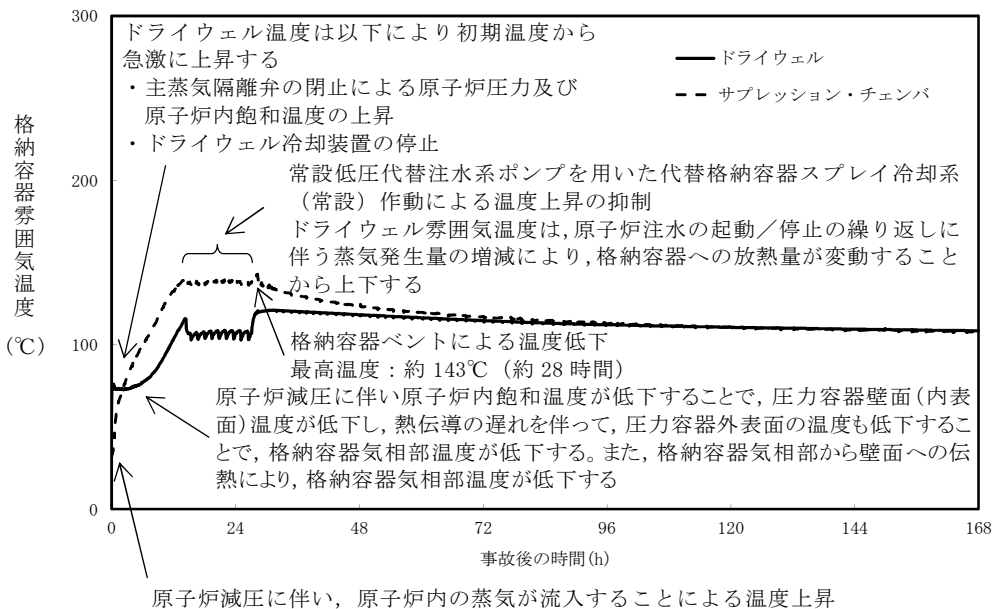 300
ドライウェル温度は以下により初期温度から
急激に上昇する
・主蒸気隔離弁の閉止による原子炉圧力及び
原子炉内飽和温度の上昇
・ドライウェル冷却装置の停止
ドライウェル
サプレッション・チェンバ
格納容器雰囲気温度
(℃)
200
常設低圧代替注水系ポンプを用いた代替格納容器スプレイ冷却系
（常設）作動による温度上昇の抑制
ドライウェル雰囲気温度は,原子炉注水の起動／停止の繰り返しに
伴う蒸気発生量の増減により,格納容器への放熱量が変動すること
から上下する
100
格納容器ベントによる温度低下
最高温度：約 143℃（約 28 時間）
原子炉減圧に伴い原子炉内飽和温度が低下することで,圧力容器壁面(内表
面)温度が低下し,熱伝導の遅れを伴って,圧力容器外表面の温度も低下するこ
とで,格納容器気相部温度が低下する。また,格納容器気相部から壁面への伝
熱により,格納容器気相部温度が低下する
0
0 24 48 72 96 120 144 168
事故後の時間(h)
原子炉減圧に伴い，原子炉内の蒸気が流入することによる温度上昇